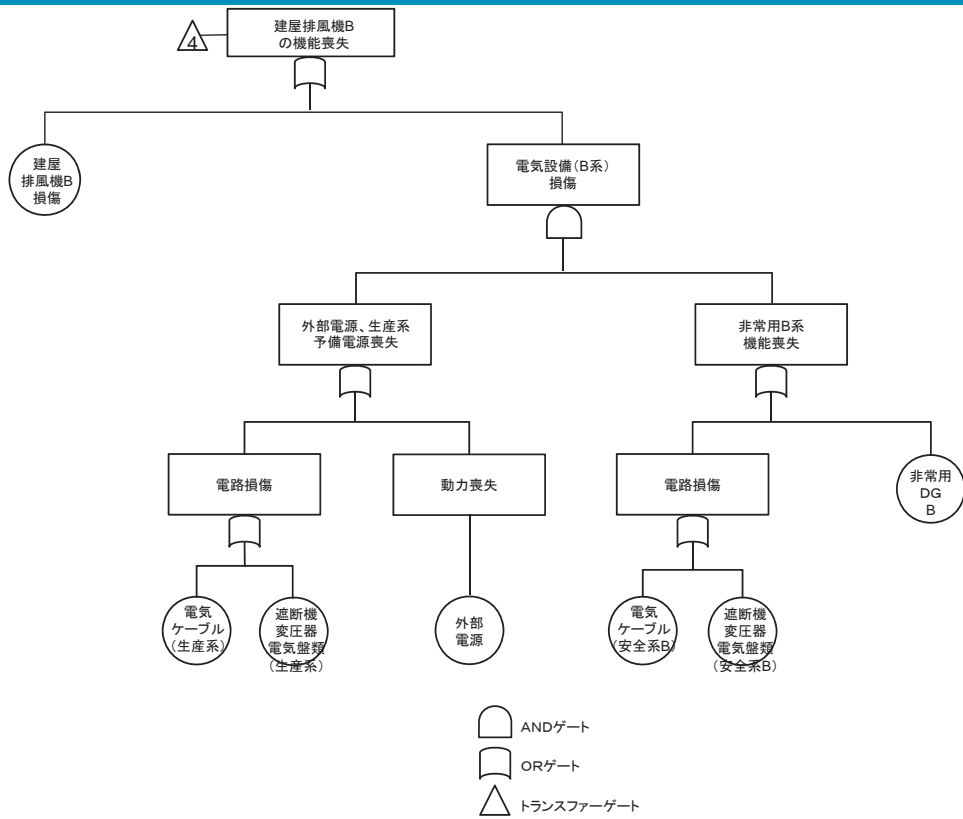 4
建屋排風機B
の機能喪失
建屋
排風機B
損傷
電気設備(B系)
損傷
外部電源、生産系
予備電源喪失
非常用B系
機能喪失
電路損傷
動力喪失
電路損傷
非常用
DG
B
電気
ケーブル
(生産系)
遮断機
変圧器
電気盤類
(生産系)
外部
電源
電気
ケーブル
(安全系B)
遮断機
変圧器
電気盤類
(安全系B)
ANDゲート
ORゲート
トランスファーゲート